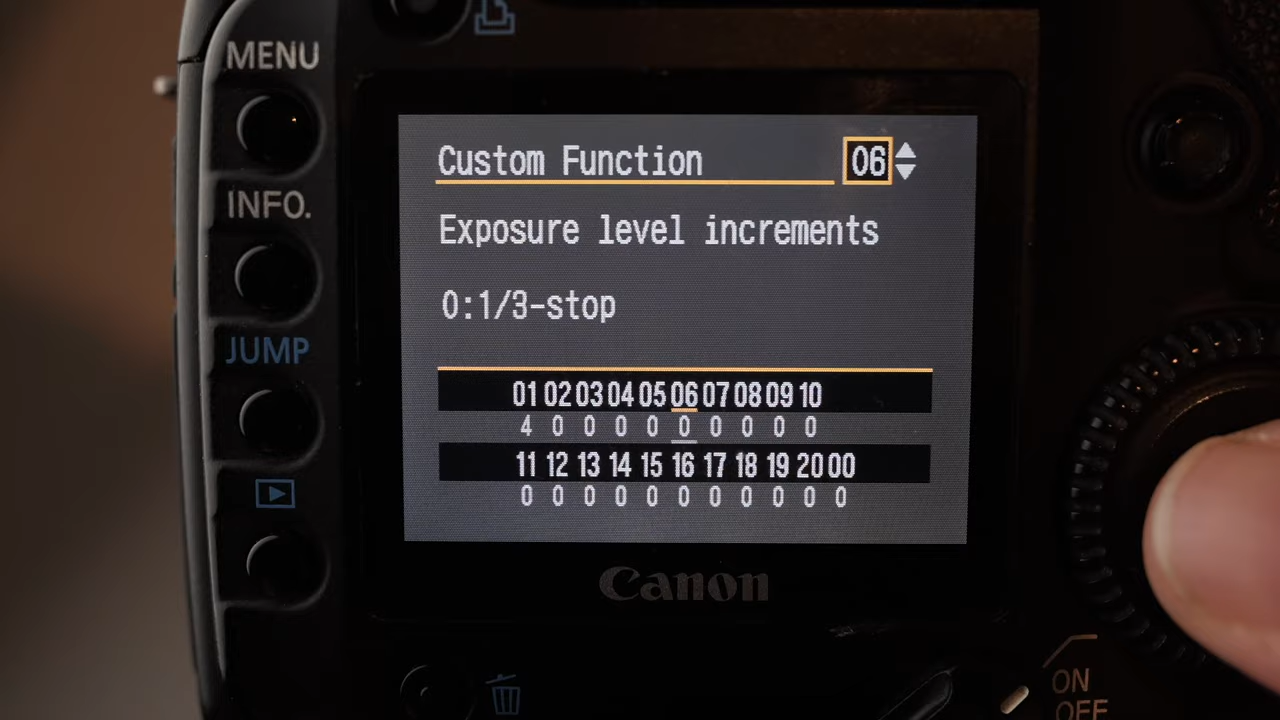 MENU
INFO.
JUMP
Custom Function 06
Exposure level increments
0:1/3-stop
01 02 03 04 05 06 07 08 09 10
4 0 0 0 0 0 0 0 0 0
11 12 13 14 15 16 17 18 19 20 00
0 0 0 0 0 0 0 0 0 0 0
Canon
ON
OFF